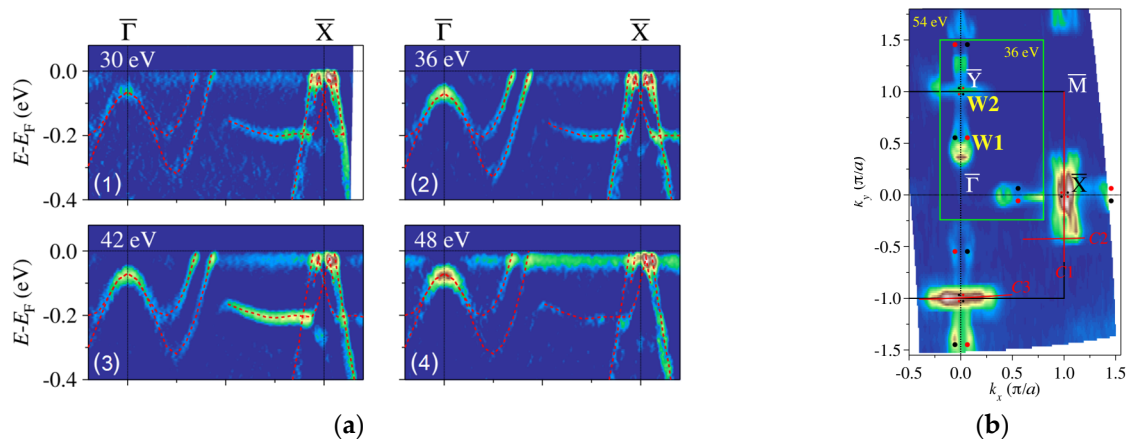 Γ̅ X̅ Γ̅ X̅
30 eV 36 eV
0.0
-0.2
-0.4
E-E_F (eV)
(1) (2)
42 eV 48 eV
0.0
-0.2
-0.4
E-E_F (eV)
(3) (4)
(a)
54 eV
36 eV
1.5
1.0
0.5
0.0
-0.5
-1.0
-1.5
k_y (π/a)
Y̅ M̅
W2
W1
Γ̅ X̅
C2
C1
C3
-0.5 0.0 0.5 1.0 1.5
k_x (π/a)
(b)